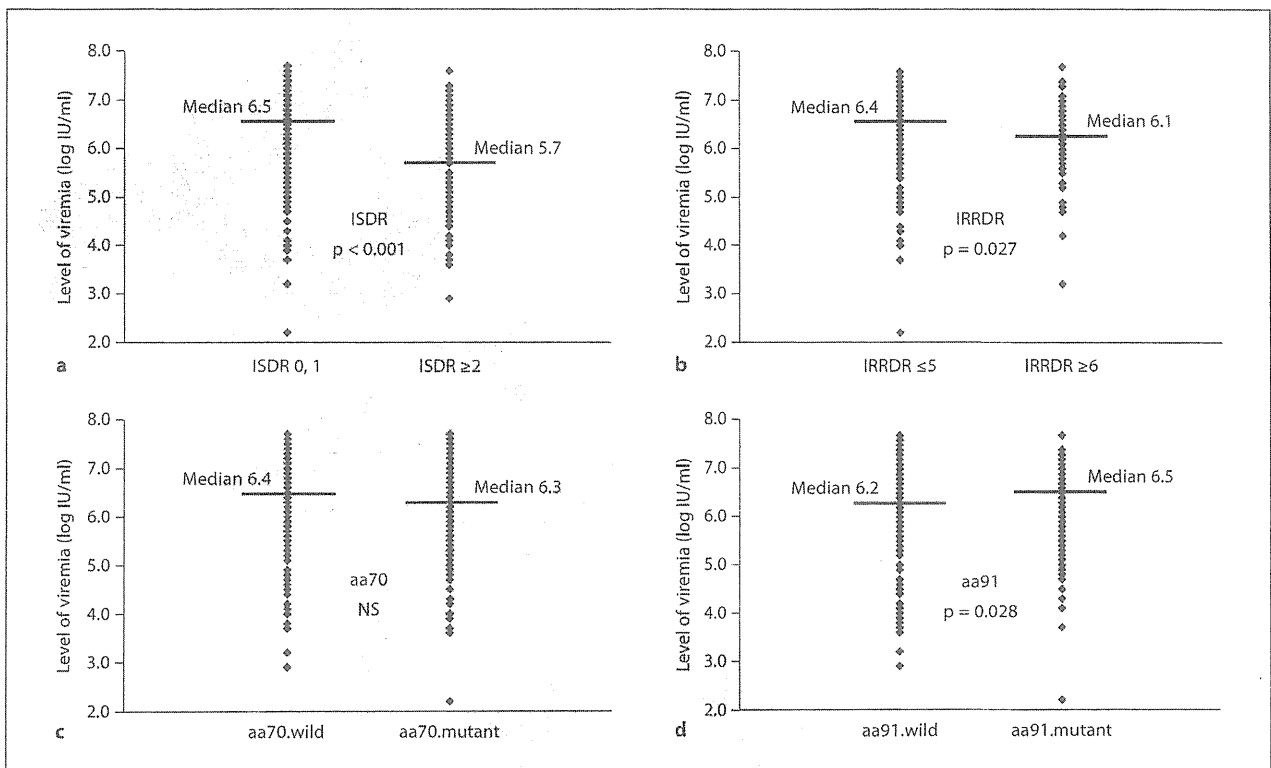 8.0
7.0
6.0
5.0
4.0
3.0
2.0
Level of viremia (log IU/ml)
Median 6.5
Median 5.7
ISDR
p < 0.001
a
ISDR 0, 1
ISDR ≥2
8.0
7.0
6.0
5.0
4.0
3.0
2.0
Level of viremia (log IU/ml)
Median 6.4
Median 6.1
IRRDR
p = 0.027
b
IRRDR ≤5
IRRDR ≥6
8.0
7.0
6.0
5.0
4.0
3.0
2.0
Level of viremia (log IU/ml)
Median 6.4
Median 6.3
aa70
NS
c
aa70.wild
aa70.mutant
8.0
7.0
6.0
5.0
4.0
3.0
2.0
Level of viremia (log IU/ml)
Median 6.2
Median 6.5
aa91
p = 0.028
d
aa91.wild
aa91.mutant